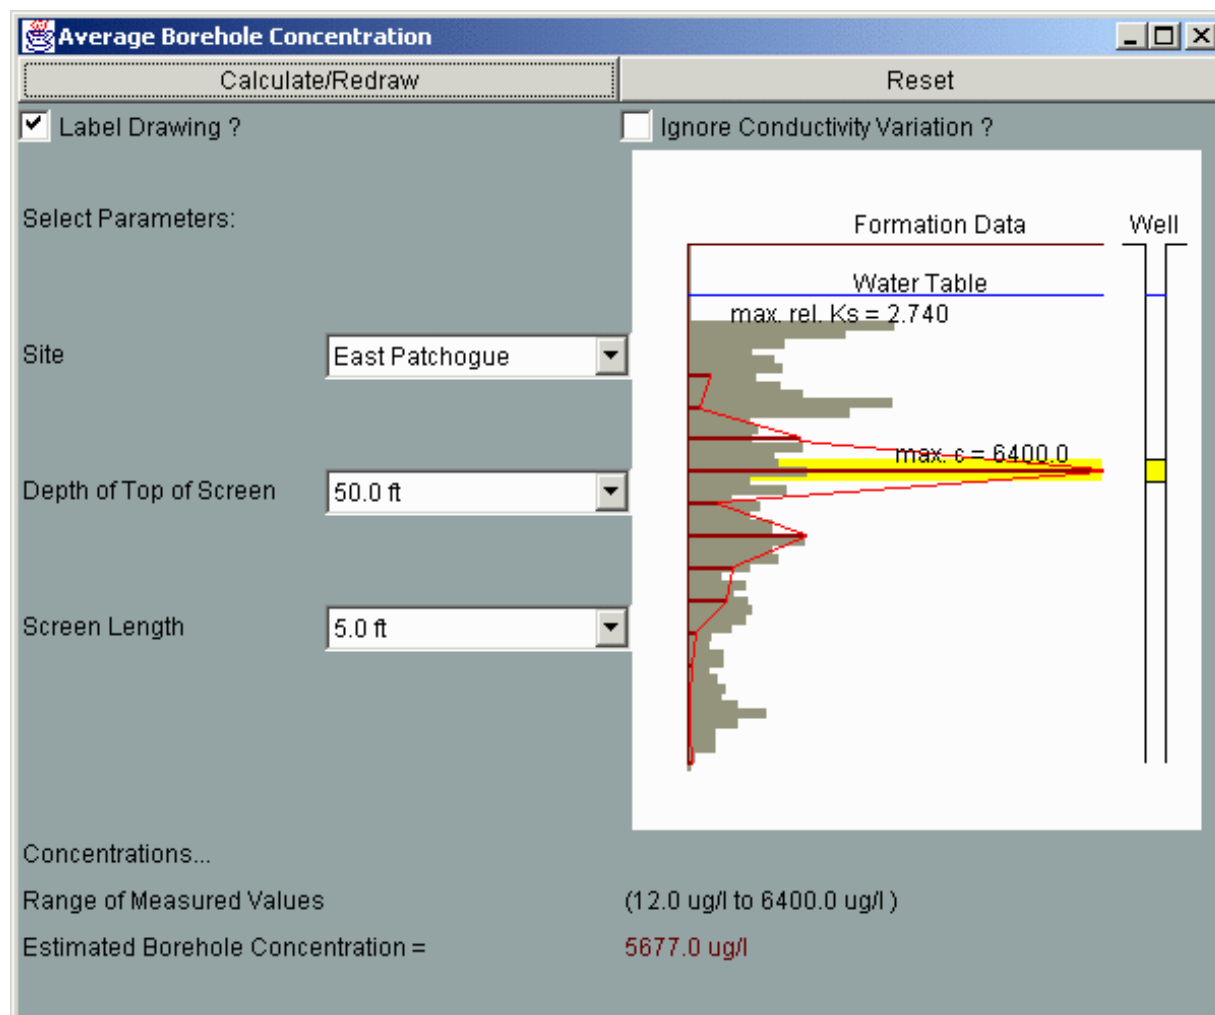 Average Borehole Concentration
Calculate/Redraw
Reset
Label Drawing ?
Ignore Conductivity Variation ?
Select Parameters:
Formation Data
Well
Water Table
max. rel. Ks = 2.740
Site
East Patchogue
max. c = 6400.0
Depth of Top of Screen
50.0 ft
Screen Length
5.0 ft
Concentrations...
Range of Measured Values
(12.0 ug/l to 6400.0 ug/l )
Estimated Borehole Concentration =
5677.0 ug/l